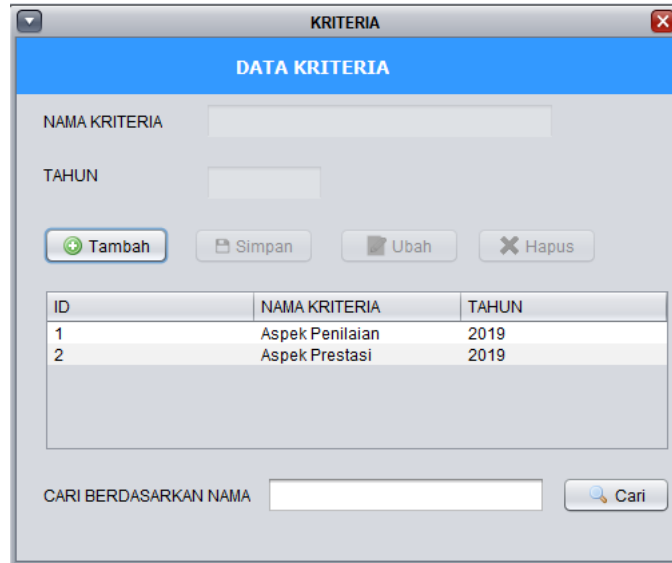 KRITERIA
DATA KRITERIA
NAMA KRITERIA
TAHUN
Tambah Simpan Ubah Hapus
ID NAMA KRITERIA TAHUN
1 Aspek Penilaian 2019
2 Aspek Prestasi 2019
CARI BERDASARKAN NAMA Cari